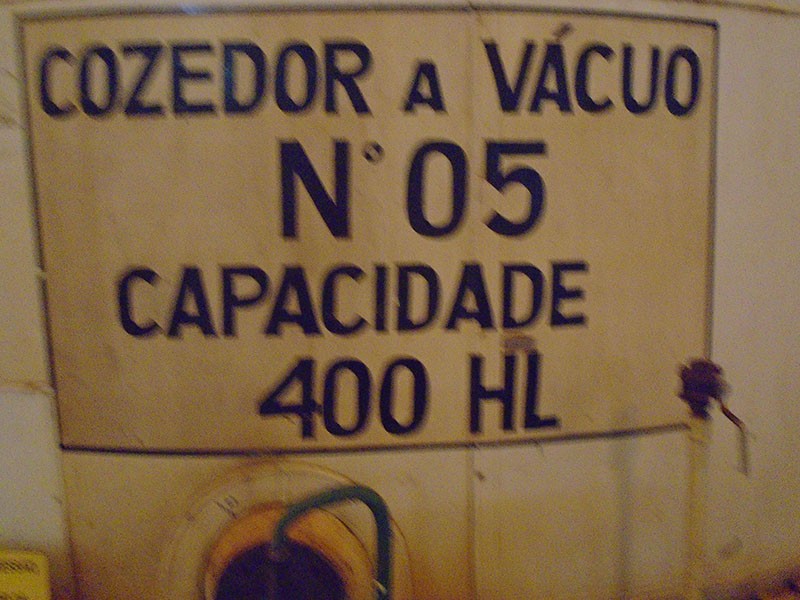 COZEDOR A VÁCUO
N° 05
CAPACIDADE
400 HL